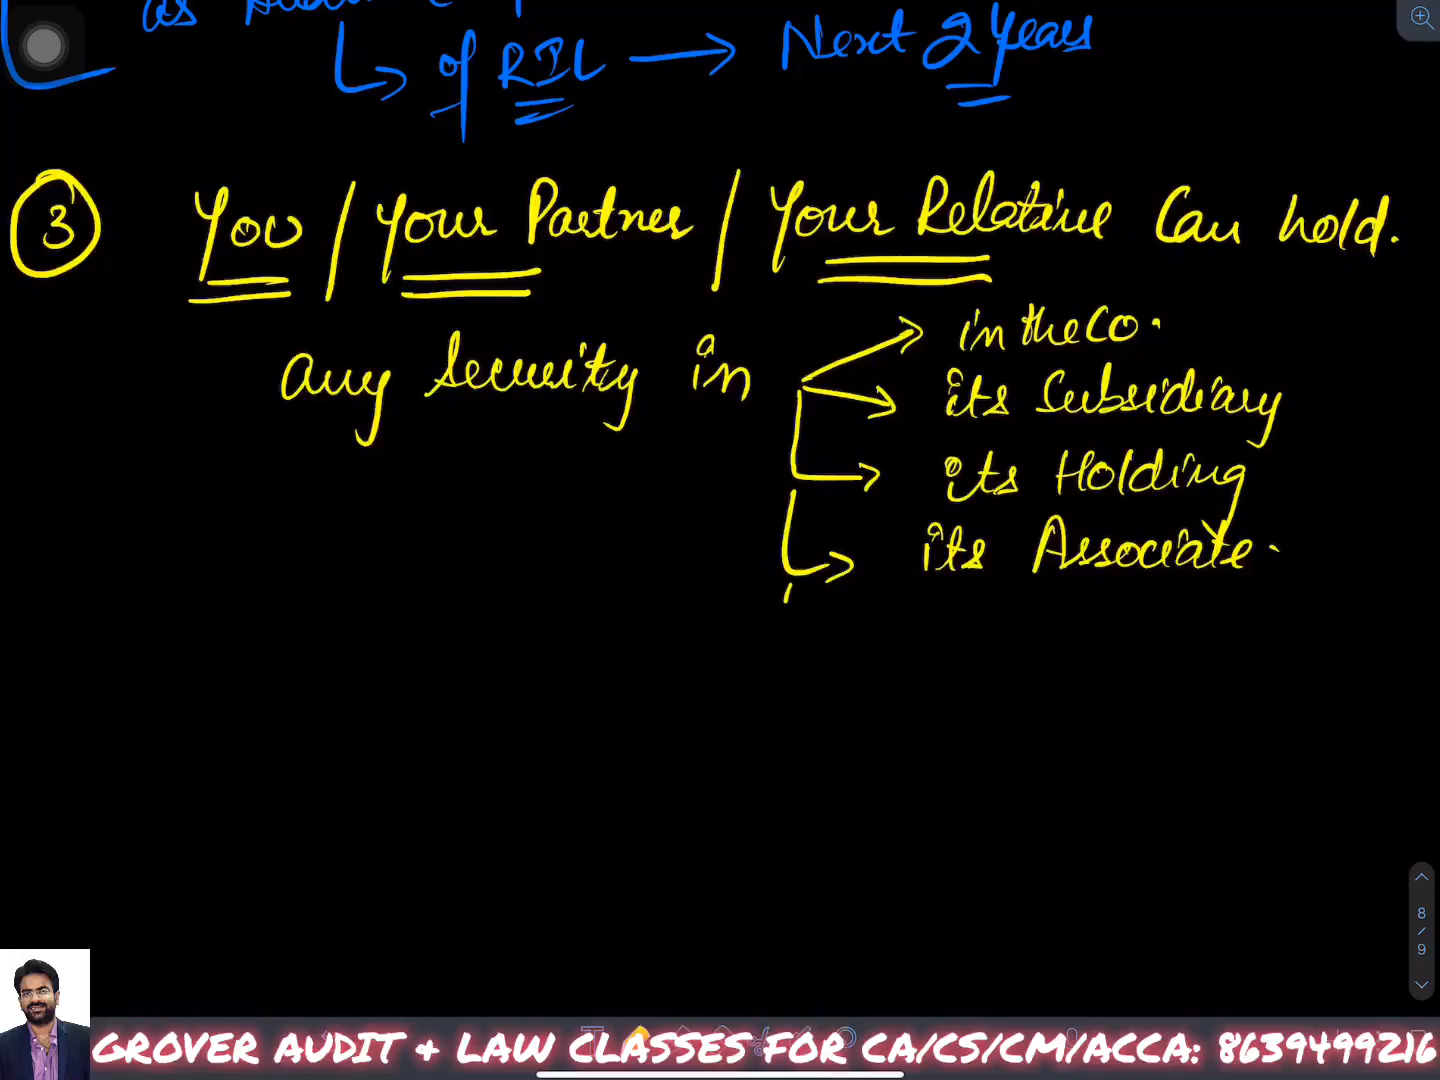 as
of RIL → Next 2 Years
3 You / Your Partner / Your Relative Can hold.
any Security in → in the Co.
→ its Subsidiary
→ its Holding
→ its Associate.
8
/
9
GROVER AUDIT & LAW CLASSES FOR CA/CS/CM/ACCA: 8639499216